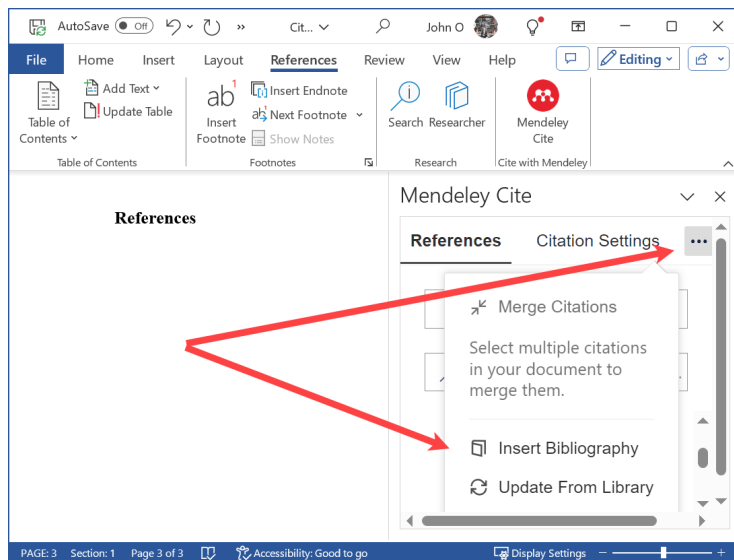 AutoSave Off Cit... John O
File Home Insert Layout References Review View Help Editing
Table of Contents
Add Text
Update Table
Table of Contents
ab1
Insert Footnote
Insert Endnote
Next Footnote
Show Notes
Footnotes
Search Researcher
Research
Mendeley Cite
Cite with Mendeley
References
Mendeley Cite
References Citation Settings ...
Merge Citations
Select multiple citations
in your document to
merge them.
Insert Bibliography
Update From Library
PAGE: 3 Section: 1 Page 3 of 3 Accessibility: Good to go Display Settings